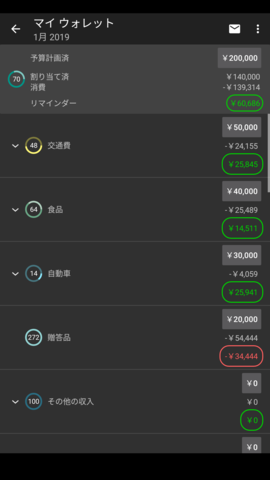 マイ ウォレット
1月 2019
予算計画済 ¥200,000
70 割り当て済 ¥140,000
消費 -¥139,314
リマインダー ¥60,686
¥50,000
48 交通費 -¥24,155
¥25,845
¥40,000
64 食品 -¥25,489
¥14,511
¥30,000
14 自動車 -¥4,059
¥25,941
¥20,000
272 贈答品 -¥54,444
-¥34,444
¥0
100 その他の収入 ¥0
¥0
¥0